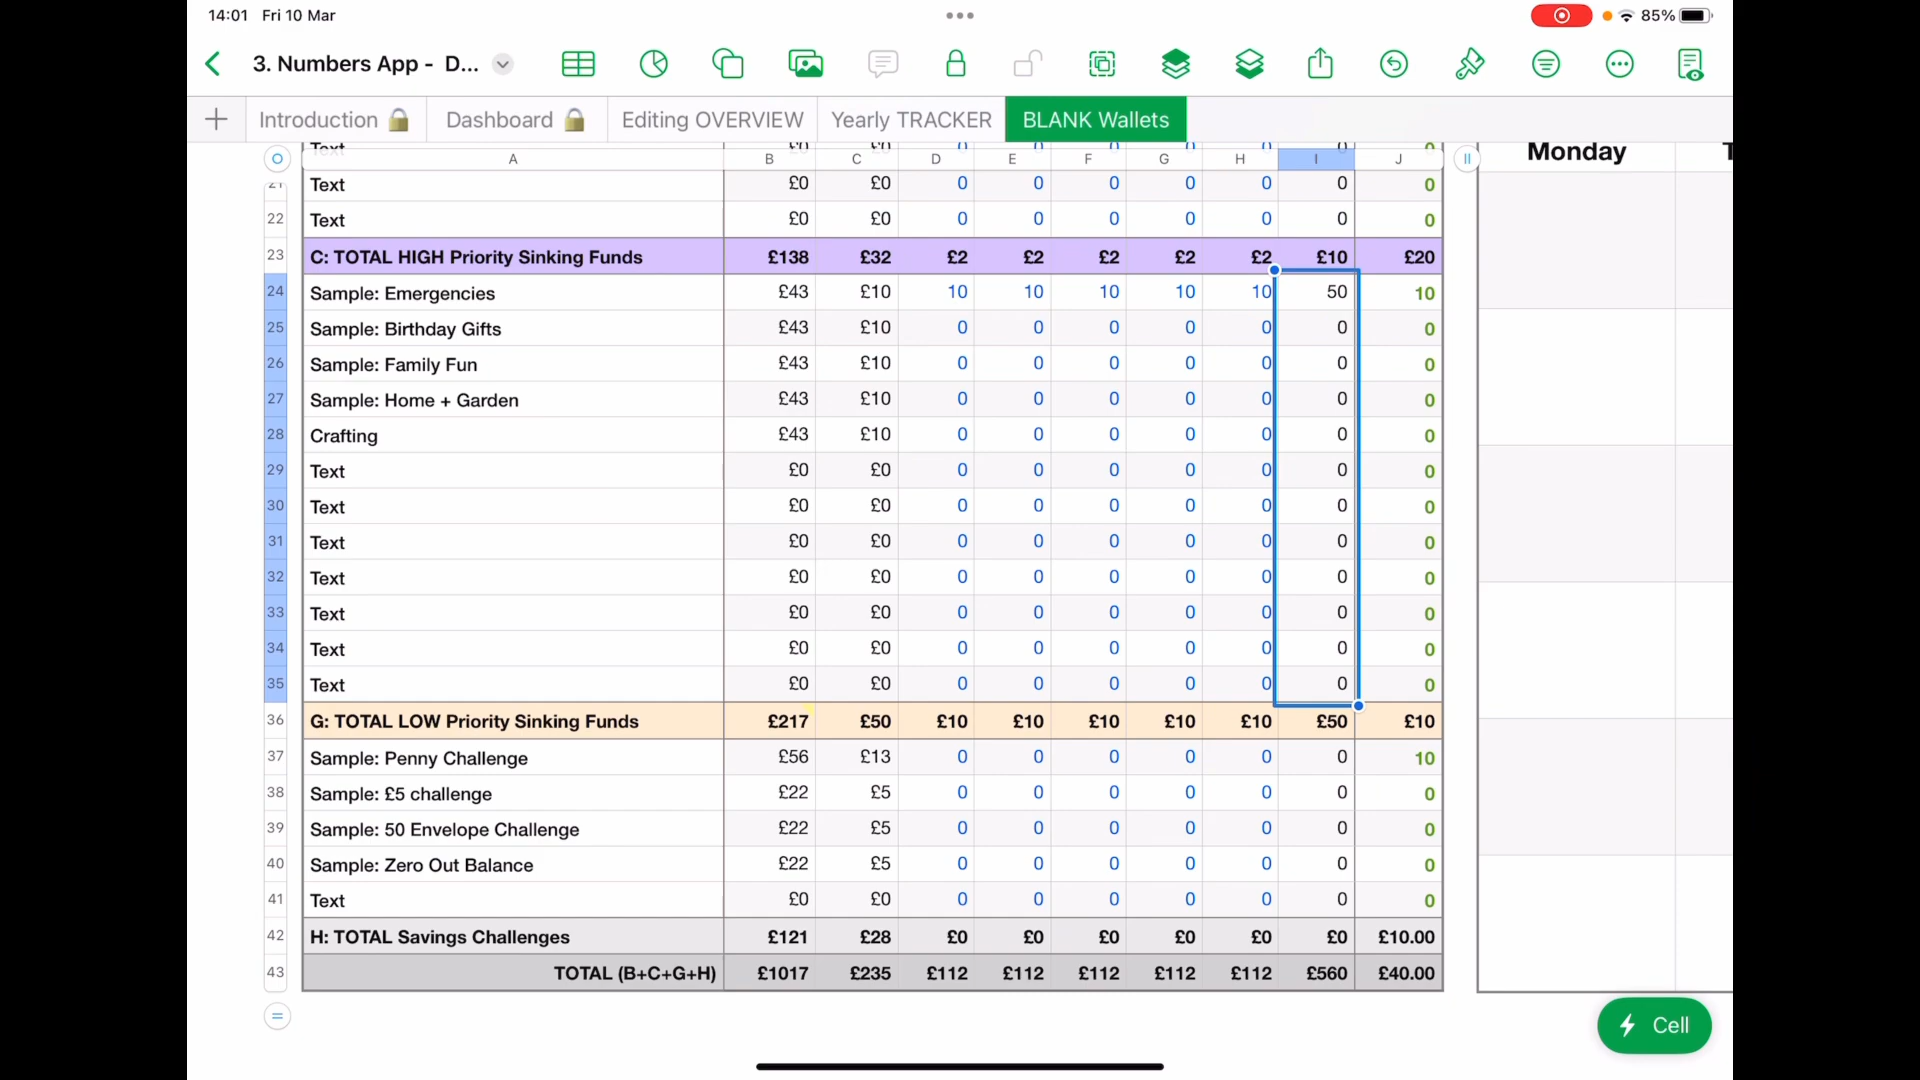 14:01 Fri 10 Mar
85%
3. Numbers App - D...
Introduction Dashboard Editing OVERVIEW Yearly TRACKER BLANK Wallets
A B C D E F G H I J
Monday
21 Text £0 £0 0 0 0 0 0 0 0
22 Text £0 £0 0 0 0 0 0 0 0
23 C: TOTAL HIGH Priority Sinking Funds £138 £32 £2 £2 £2 £2 £2 £10 £20
24 Sample: Emergencies £43 £10 10 10 10 10 10 50 10
25 Sample: Birthday Gifts £43 £10 0 0 0 0 0 0 0
26 Sample: Family Fun £43 £10 0 0 0 0 0 0 0
27 Sample: Home + Garden £43 £10 0 0 0 0 0 0 0
28 Crafting £43 £10 0 0 0 0 0 0 0
29 Text £0 £0 0 0 0 0 0 0 0
30 Text £0 £0 0 0 0 0 0 0 0
31 Text £0 £0 0 0 0 0 0 0 0
32 Text £0 £0 0 0 0 0 0 0 0
33 Text £0 £0 0 0 0 0 0 0 0
34 Text £0 £0 0 0 0 0 0 0 0
35 Text £0 £0 0 0 0 0 0 0 0
36 G: TOTAL LOW Priority Sinking Funds £217 £50 £10 £10 £10 £10 £10 £50 £10
37 Sample: Penny Challenge £56 £13 0 0 0 0 0 0 10
38 Sample: £5 challenge £22 £5 0 0 0 0 0 0 0
39 Sample: 50 Envelope Challenge £22 £5 0 0 0 0 0 0 0
40 Sample: Zero Out Balance £22 £5 0 0 0 0 0 0 0
41 Text £0 £0 0 0 0 0 0 0 0
42 H: TOTAL Savings Challenges £121 £28 £0 £0 £0 £0 £0 £0 £10.00
43 TOTAL (B+C+G+H) £1017 £235 £112 £112 £112 £112 £112 £560 £40.00
Cell